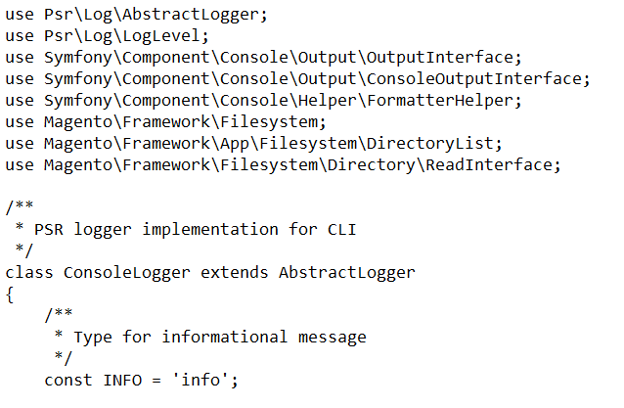 use Psr\Log\AbstractLogger;
use Psr\Log\LogLevel;
use Symfony\Component\Console\Output\OutputInterface;
use Symfony\Component\Console\Output\ConsoleOutputInterface;
use Symfony\Component\Console\Helper\FormatterHelper;
use Magento\Framework\Filesystem;
use Magento\Framework\App\Filesystem\DirectoryList;
use Magento\Framework\Filesystem\Directory\ReadInterface;

/**
 * PSR logger implementation for CLI
 */
class ConsoleLogger extends AbstractLogger
{
    /**
     * Type for informational message
     */
    const INFO = 'info';